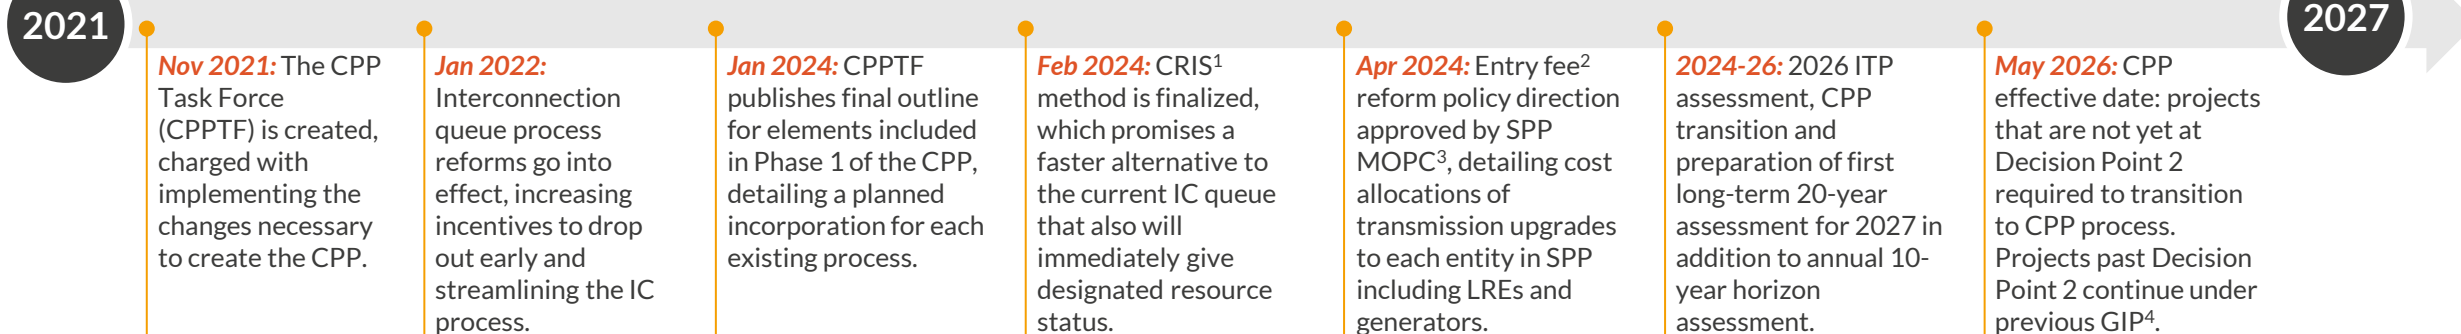 2021
Nov 2021: The CPP
Task Force
(CPPTF) is created,
charged with
implementing the
changes necessary
to create the CPP.
Jan 2022:
Interconnection
queue process
reforms go into
effect, increasing
incentives to drop
out early and
streamlining the IC
process.
Jan 2024: CPPTF
publishes final outline
for elements included
in Phase 1 of the CPP,
detailing a planned
incorporation for each
existing process.
Feb 2024: CRIS¹
method is finalized,
which promises a
faster alternative to
the current IC queue
that also will
immediately give
designated resource
status.
Apr 2024: Entry fee²
reform policy direction
approved by SPP
MOPC³, detailing cost
allocations of
transmission upgrades
to each entity in SPP
including LREs and
generators.
2024-26: 2026 ITP
assessment, CPP
transition and
preparation of first
long-term 20-year
assessment for 2027 in
addition to annual 10-
year horizon
assessment.
May 2026: CPP
effective date: projects
that are not yet at
Decision Point 2
required to transition
to CPP process.
Projects past Decision
Point 2 continue under
previous GIP⁴.
2027